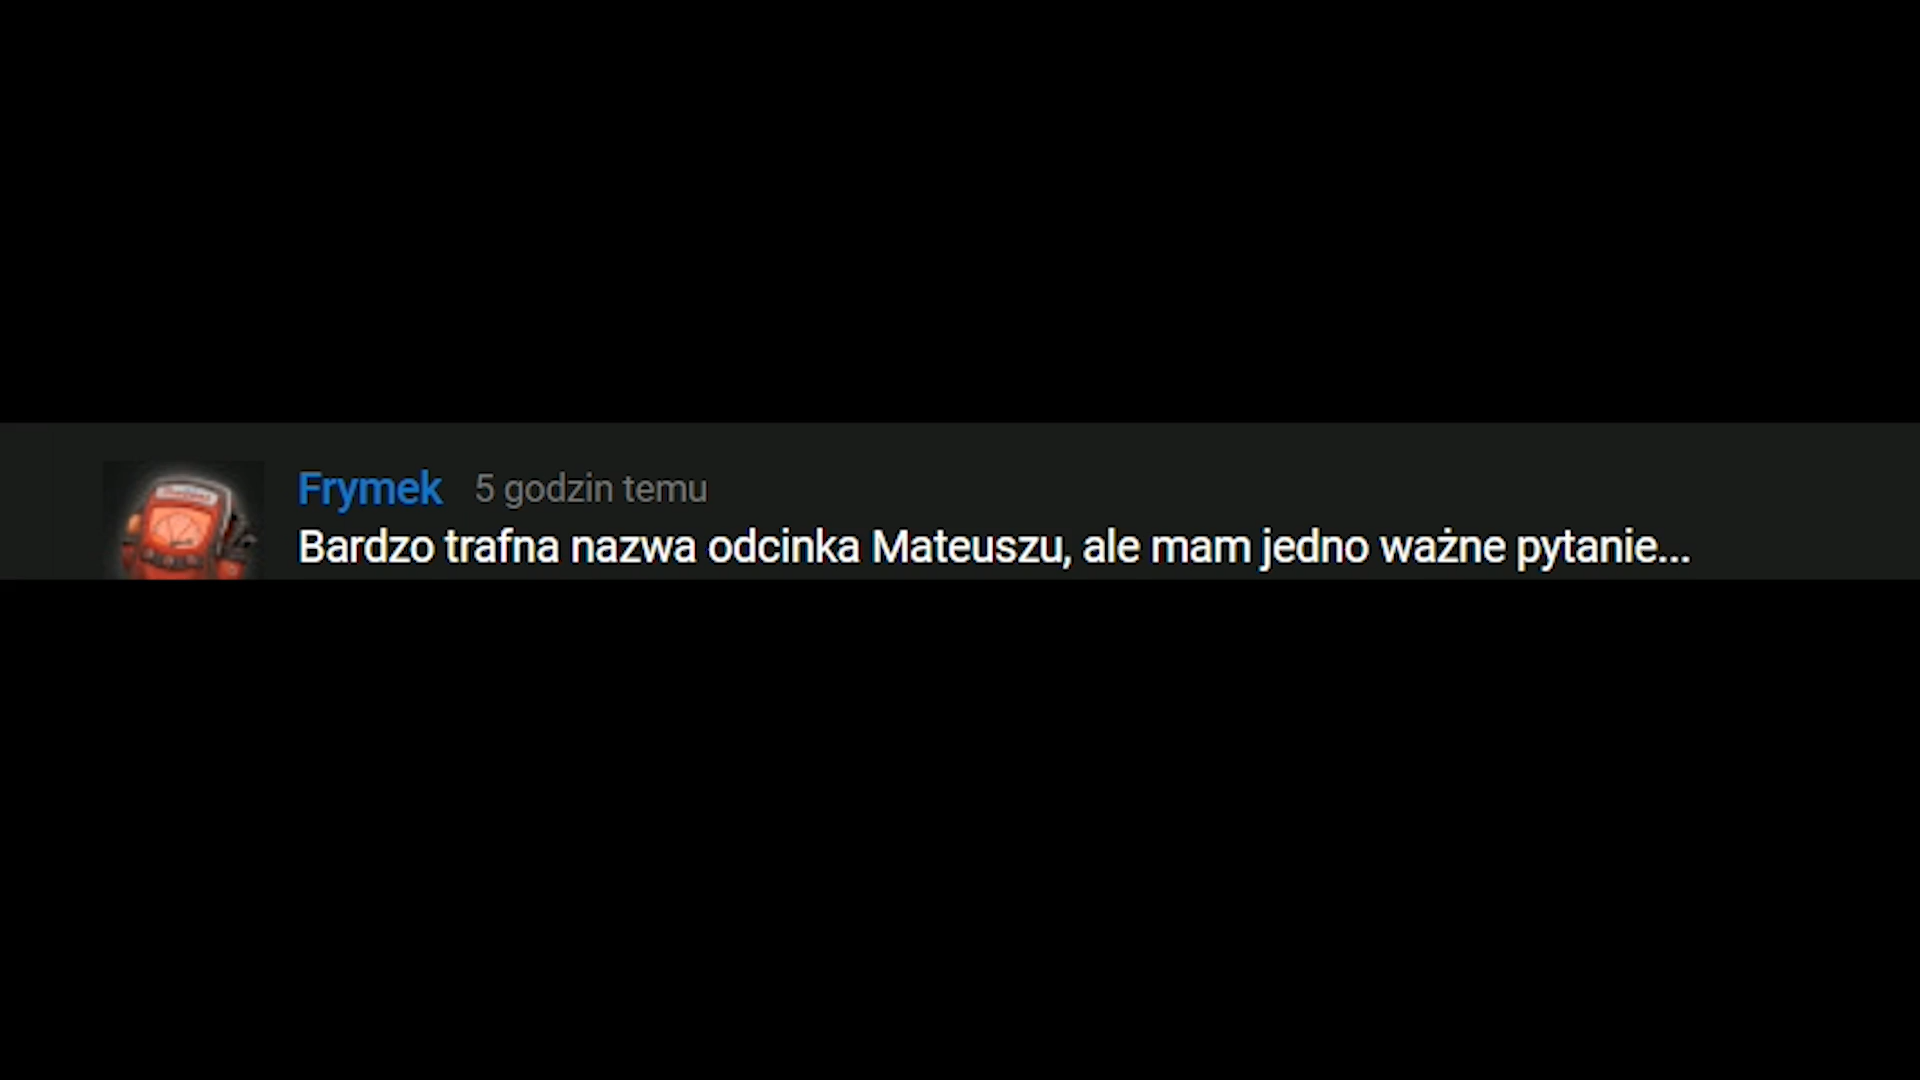 Frymek 5 godzin temu
Bardzo trafna nazwa odcinka Mateuszu, ale mam jedno ważne pytanie...